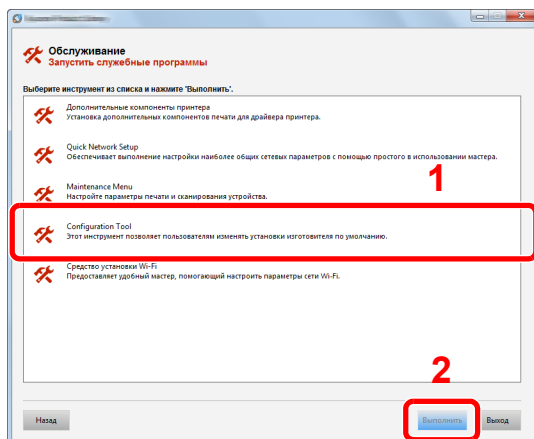 Обслуживание
Запустить служебные программы
Выберите инструмент из списка и нажмите 'Выполнить'.
Дополнительные компоненты принтера
Установка дополнительных компонентов печати для драйвера принтера.
Quick Network Setup
Обеспечивает выполнение настройки наиболее общих сетевых параметров с помощью простого в использовании мастера.
1
Maintenance Menu
Настройте параметры печати и сканирования устройства.
Configuration Tool
Этот инструмент позволяет пользователям изменять установки изготовителя по умолчанию.
Средство установки Wi-Fi
Предоставляет удобный мастер, помогающий настроить параметры сети Wi-Fi.
2
Назад
Выполнить
Выход